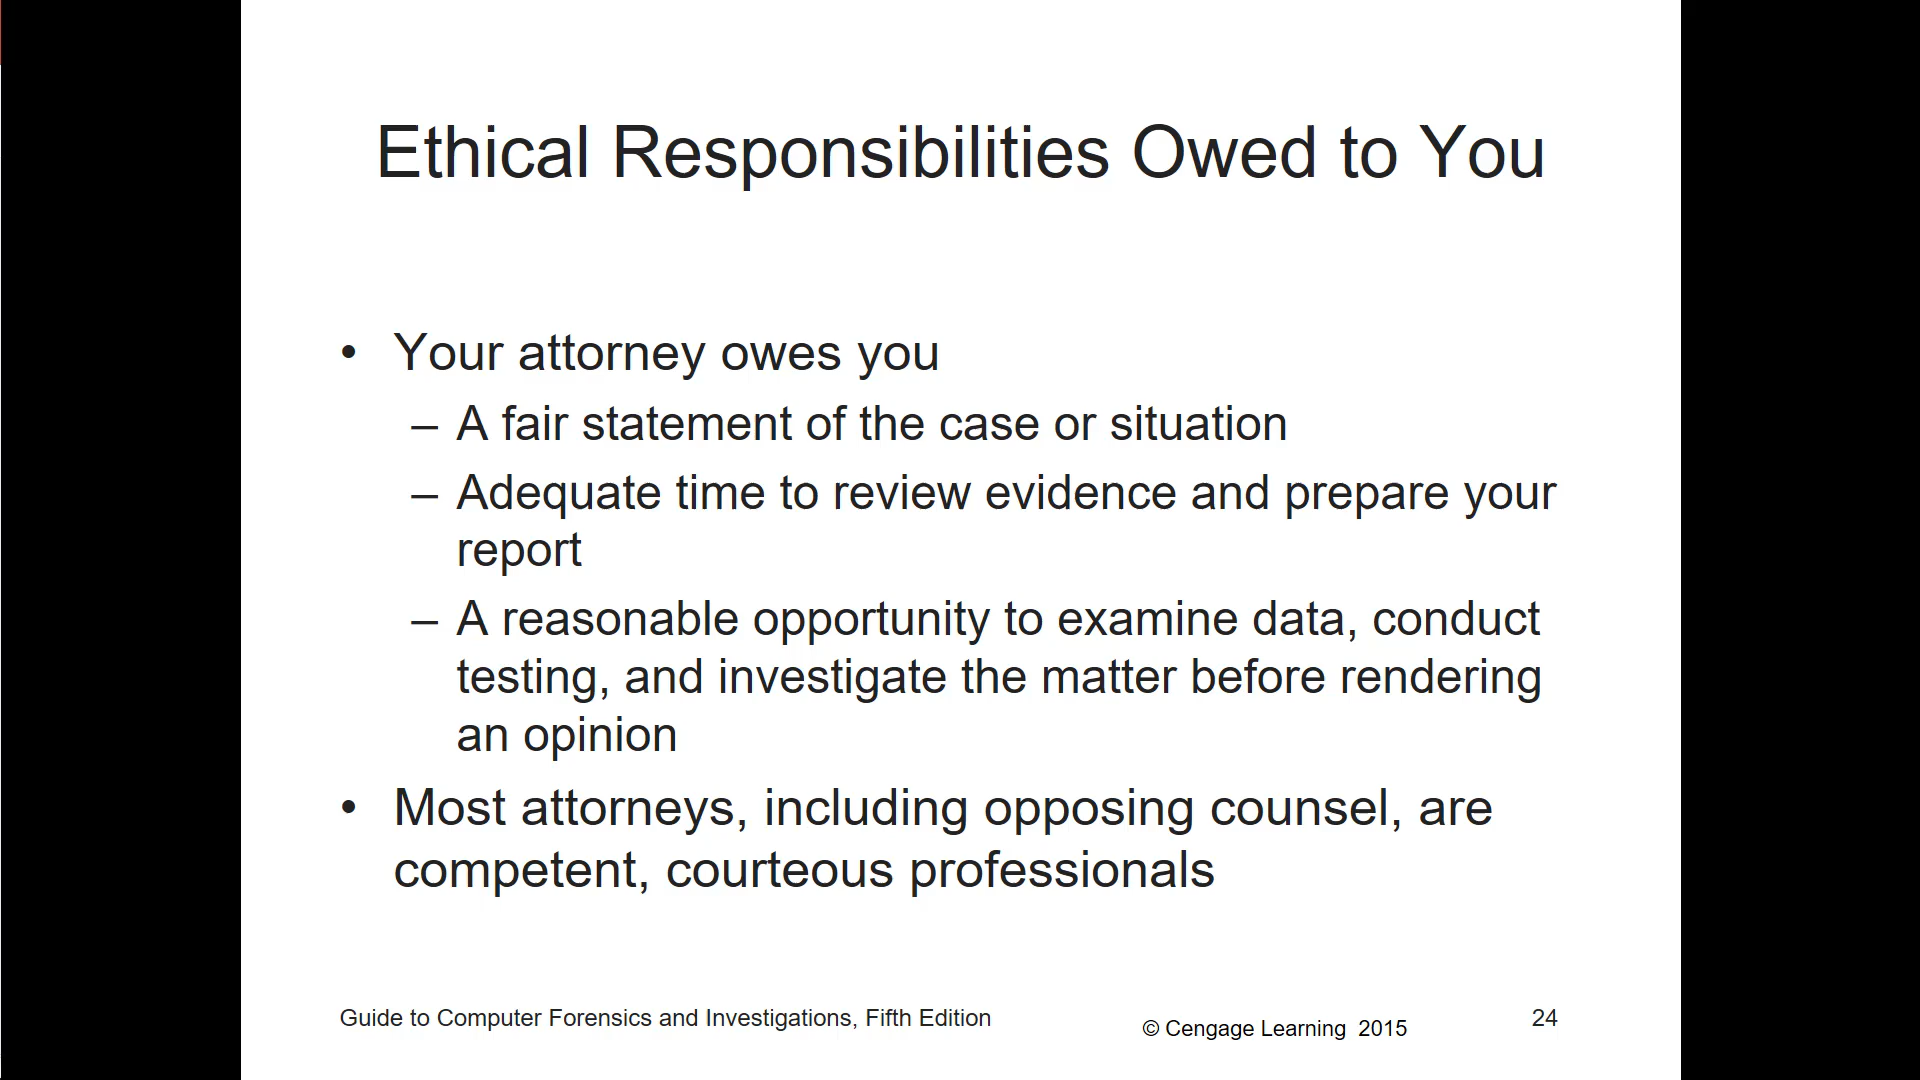 Ethical Responsibilities Owed to You
• Your attorney owes you
– A fair statement of the case or situation
– Adequate time to review evidence and prepare your
report
– A reasonable opportunity to examine data, conduct
testing, and investigate the matter before rendering
an opinion
• Most attorneys, including opposing counsel, are
competent, courteous professionals
Guide to Computer Forensics and Investigations, Fifth Edition
© Cengage Learning 2015
24